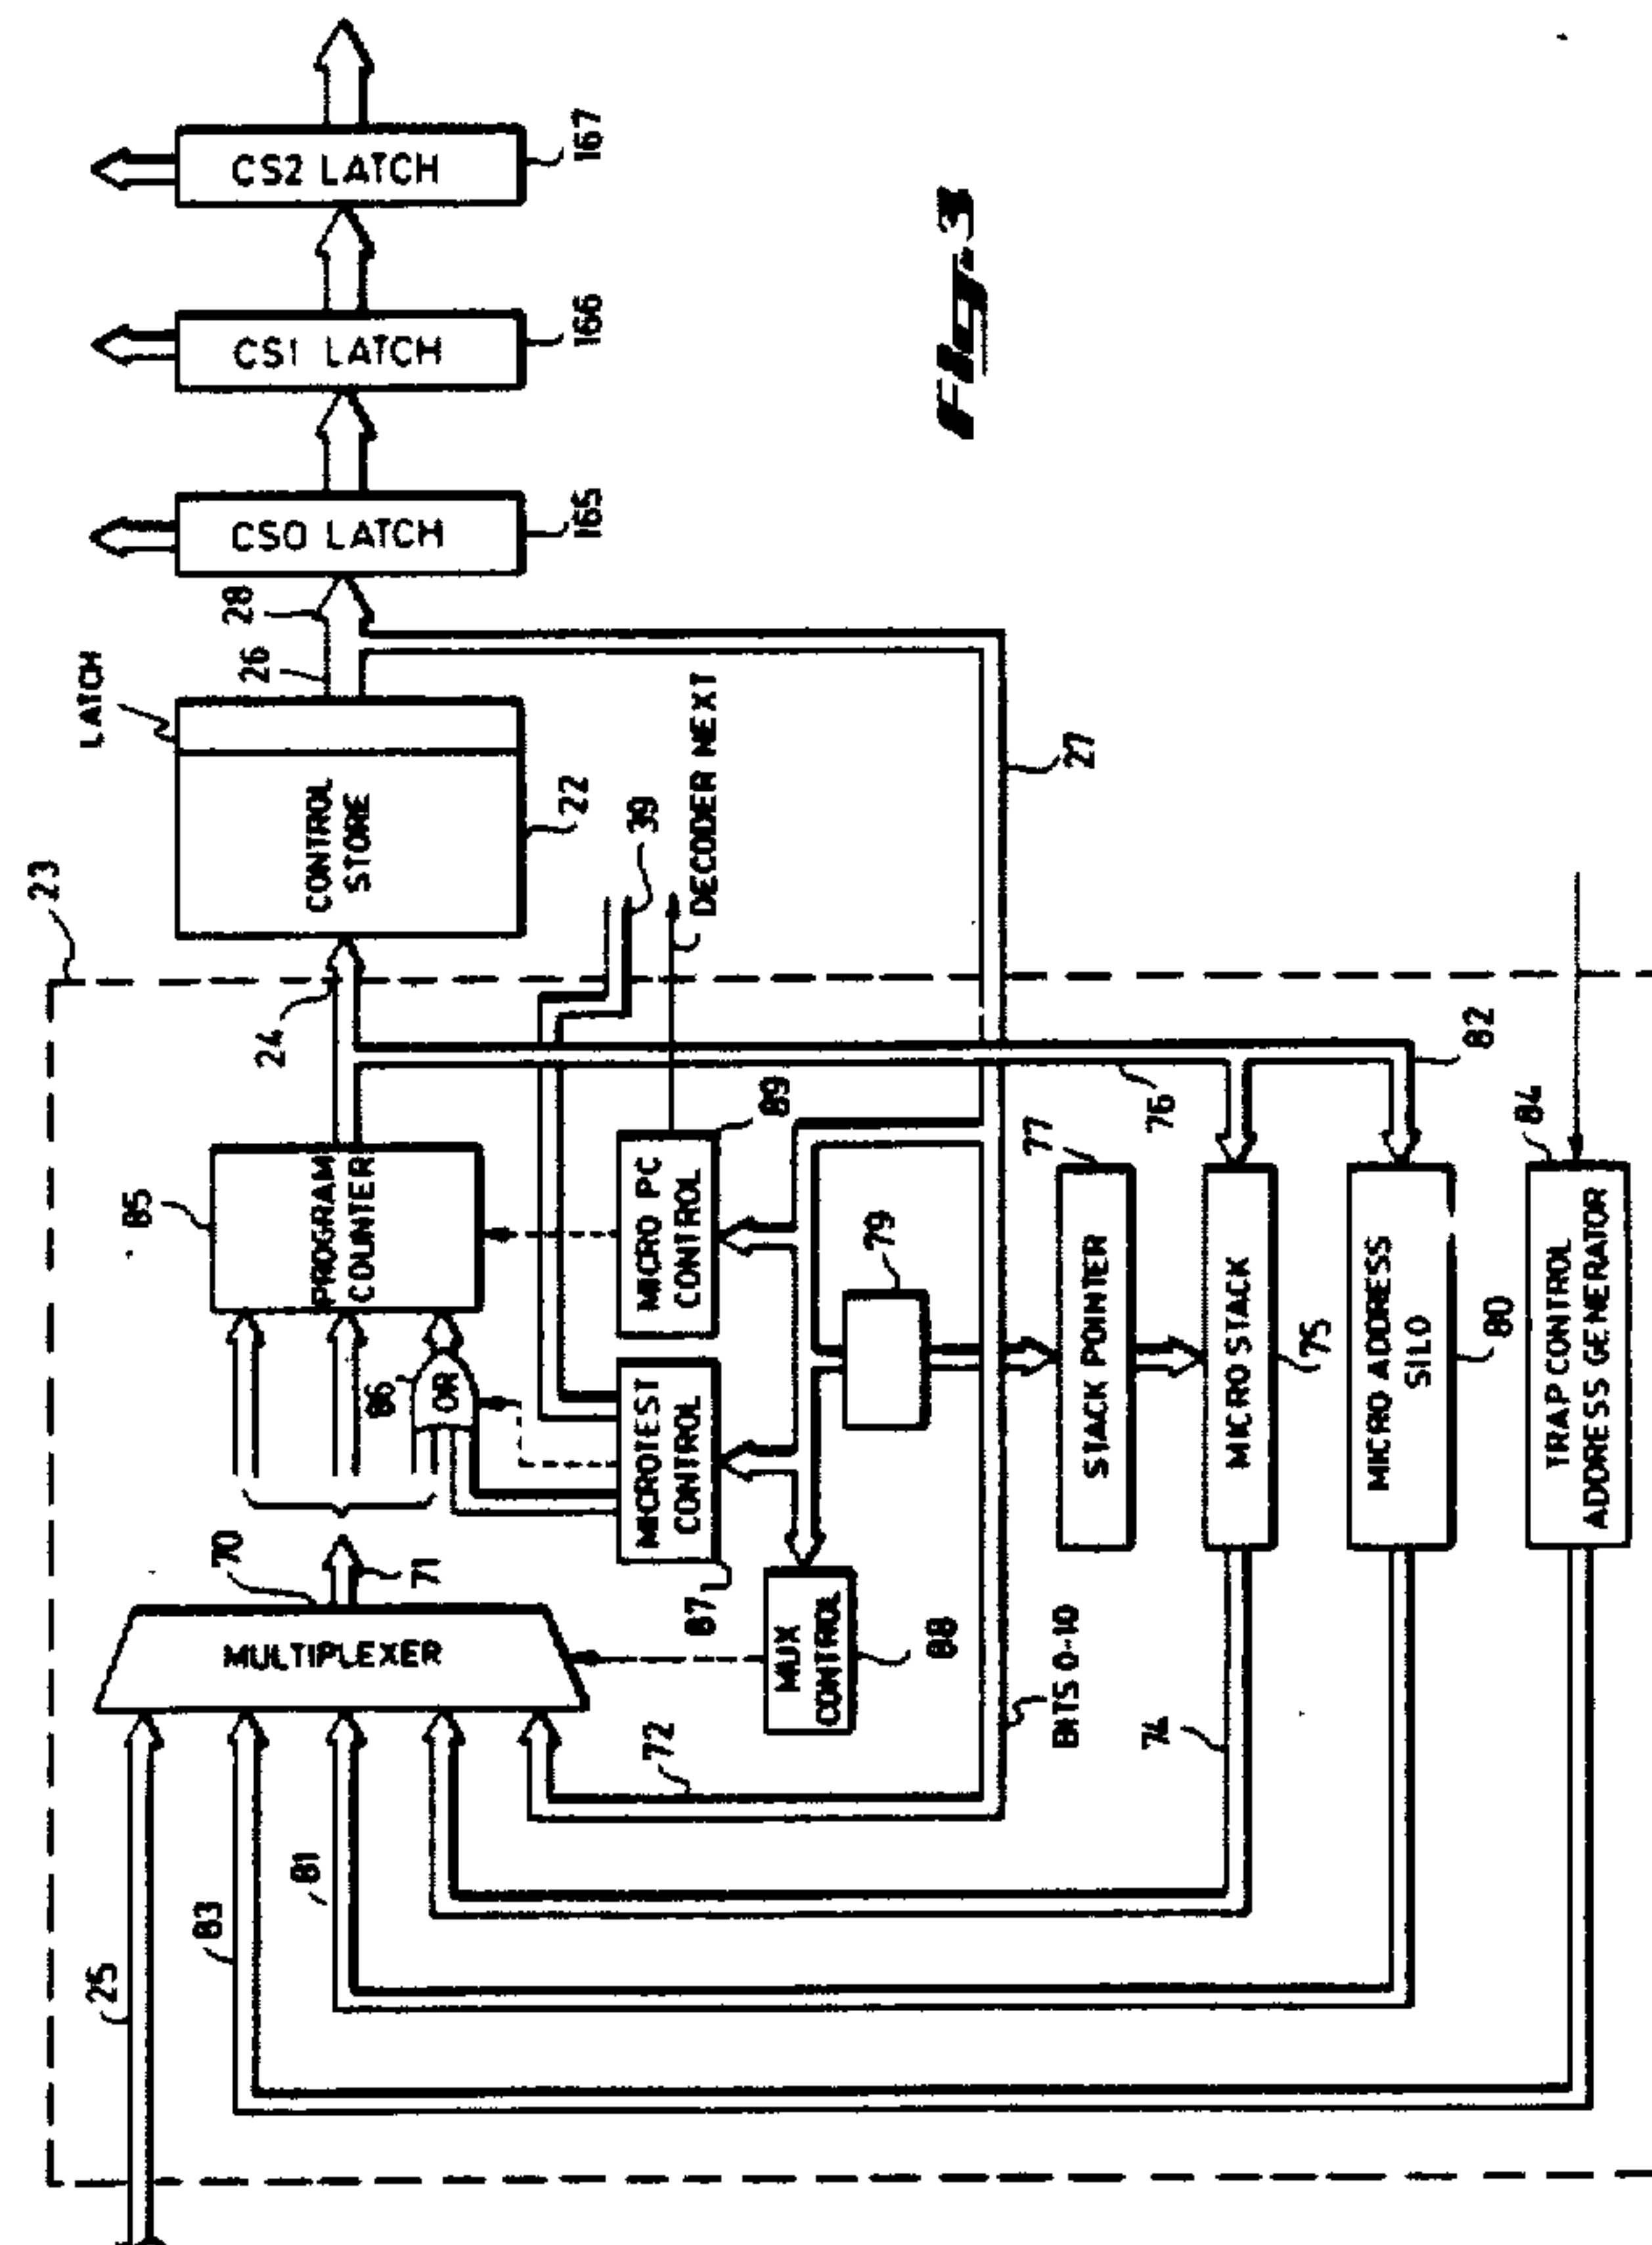 23
25
83
81
72
70
MULTIPLEXER
71
85
PROGRAM
COUNTER
86
OR
24
CONTROL
STORE
22
LATCH
26
28
CS0 LATCH
165
CS1 LATCH
166
CS2 LATCH
167
MICROTEST
CONTROL
87
MICRO PC
CONTROL
89
39
DECODER NEXT
MUX
CONTROL
88
79
27
BITS 0-10
STACK POINTER
77
76
74
MICRO STACK
75
MICRO ADDRESS
SILO
80
82
TRAP CONTROL
ADDRESS GENERATOR
84
FIG-3